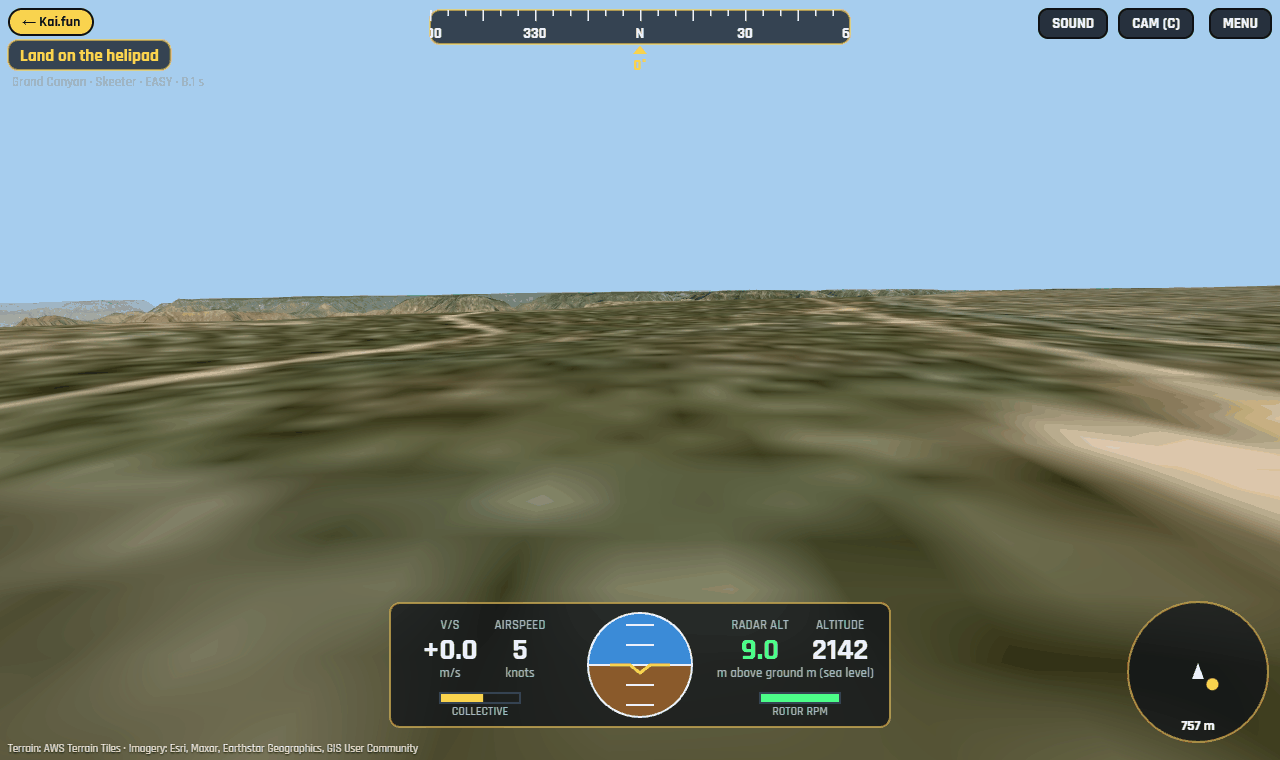 ← Kai.fun
Land on the helipad
Grand Canyon · Skeeter · EASY · 8.1 s
330 N 30
0°
SOUND
CAM (C)
MENU
V/S AIRSPEED
+0.0 5
m/s knots
COLLECTIVE
RADAR ALT ALTITUDE
9.0 2142
m above ground m (sea level)
ROTOR RPM
757 m
Terrain: AWS Terrain Tiles · Imagery: Esri, Maxar, Earthstar Geographics, GIS User Community